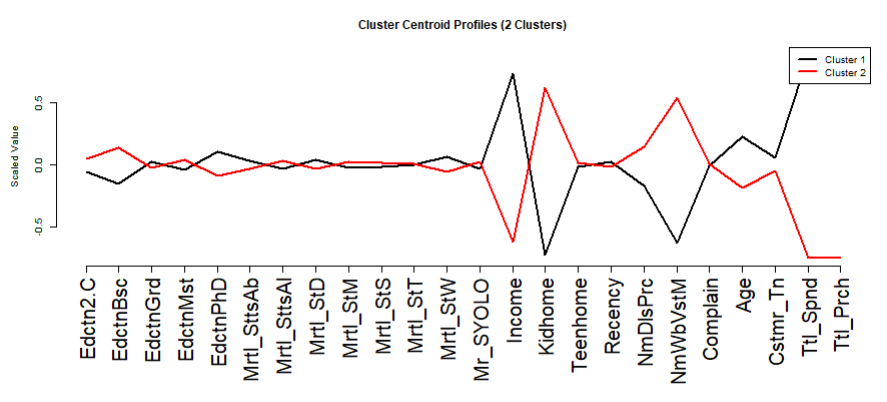 Cluster Centroid Profiles (2 Clusters)
Cluster 1
Cluster 2
Scaled Value
0.5
0.0
-0.5
Edctn2.C
EdctnBsc
EdctnGrd
EdctnMst
EdctnPhD
Mrtl_SttsAb
Mrtl_SttsAl
Mrtl_StD
Mrtl_StM
Mrtl_StS
Mrtl_StT
Mrtl_StW
Mr_SYOLO
Income
Kidhome
Teenhome
Recency
NmDlsPrc
NmWbVstM
Complain
Age
Cstmr_Tn
Ttl_Spnd
Ttl_Prch